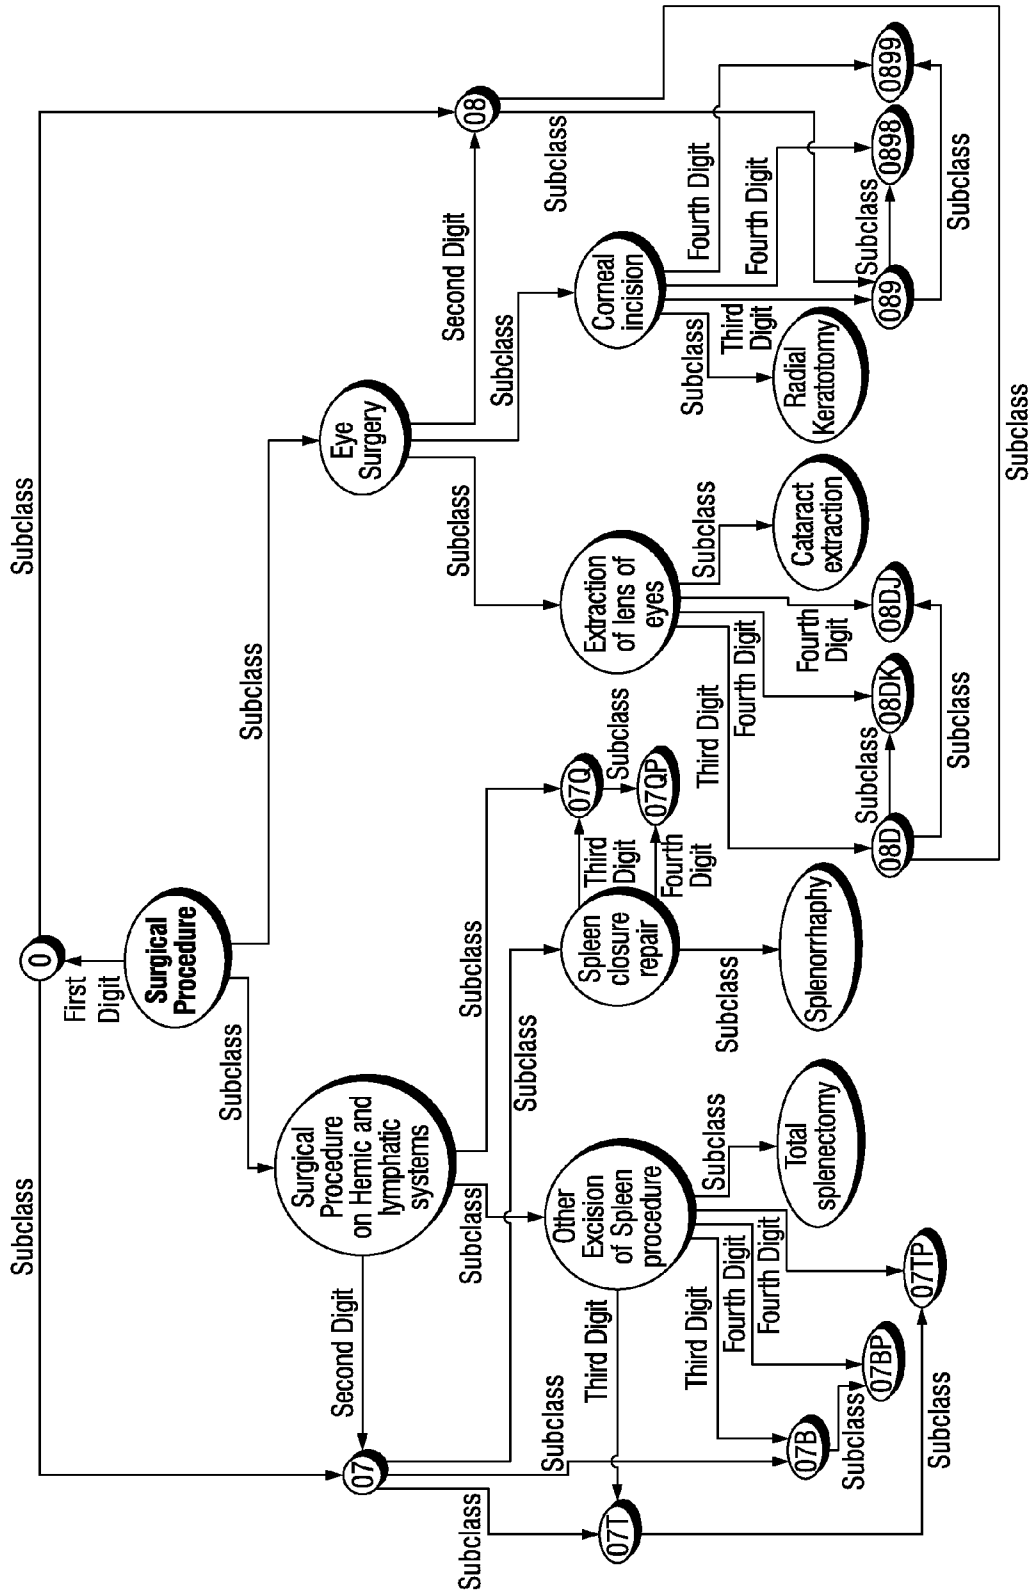 Subclass
Subclass
0
First
Digit
Surgical
Procedure
Subclass
Subclass
Surgical
Procedure
on Hemic and
lymphatic
systems
Eye
Surgery
Second Digit
07
Subclass
Subclass
Subclass
Subclass
Subclass
Second Digit
08
Subclass
Subclass
Other
Excision
of Spleen
procedure
Spleen
closure
repair
Extraction
of lens of
eyes
Corneal
incision
Third Digit
07T
Subclass
Third Digit
Fourth Digit
Fourth Digit
Subclass
07B
Subclass
07BP
07TP
Subclass
Total
splenectomy
Third
Digit
07Q
Subclass
Fourth
Digit
07QP
Subclass
Splenorrhaphy
Third Digit
Fourth Digit
Fourth
Digit
Subclass
Cataract
extraction
08D
Subclass
08DK
08DJ
Subclass
Subclass
Third
Digit
Fourth Digit
Fourth Digit
Radial
Keratotomy
089
Subclass
0898
0899
Subclass
Subclass